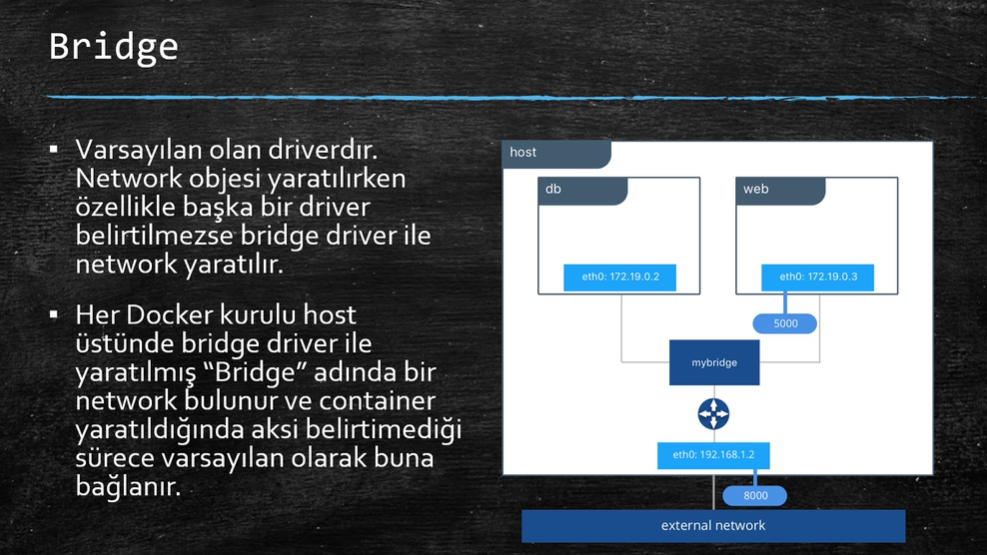 Bridge
Varsayılan olan driverdır.
Network objesi yaratılırken
özellikle başka bir driver
belirtilmezse bridge driver ile
network yaratılır.
Her Docker kurulu host
üstünde bridge driver ile
yaratılmış “Bridge” adında bir
network bulunur ve container
yaratıldığında aksi belirtimediği
sürece varsayılan olarak buna
bağlanır.
host
db
web
eth0: 172.19.0.2
eth0: 172.19.0.3
5000
mybridge
eth0: 192.168.1.2
8000
external network